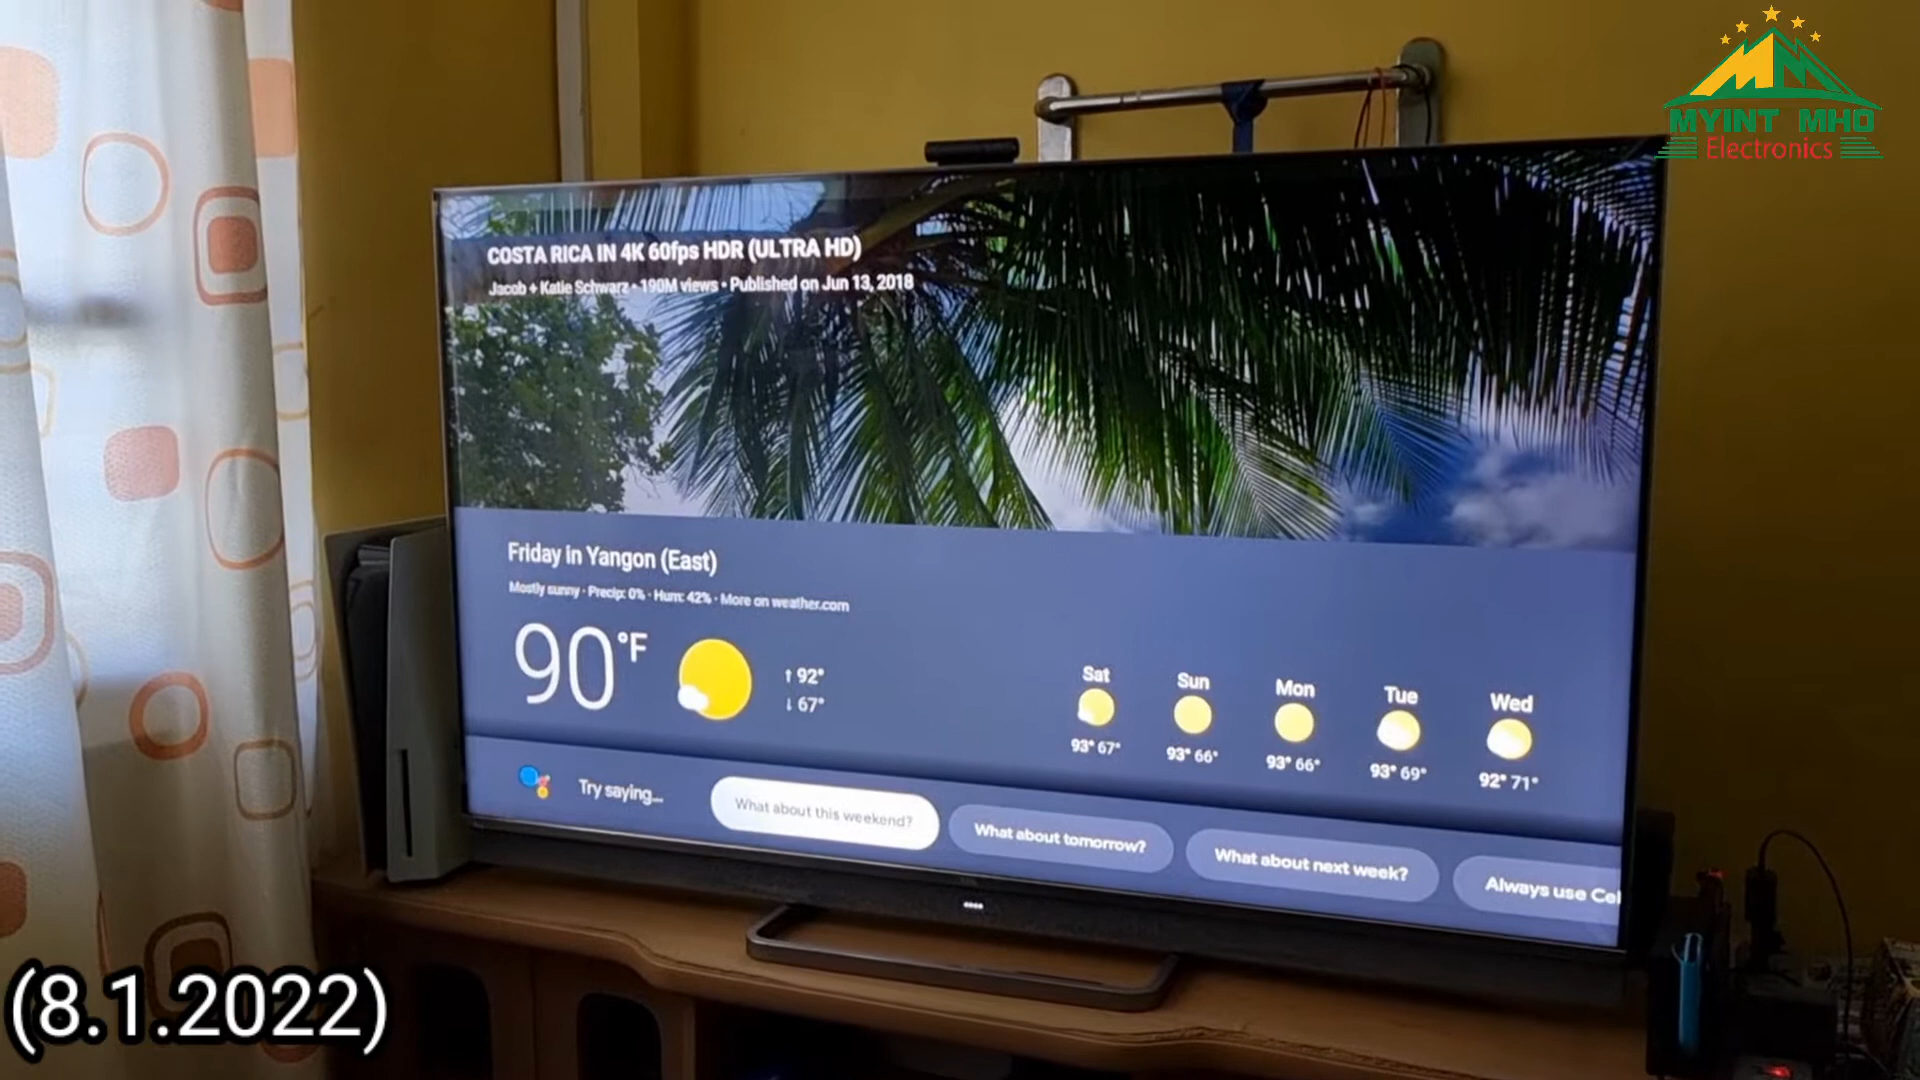 MYINT MHO
Electronics
COSTA RICA IN 4K 60fps HDR (ULTRA HD)
Jacob + Katie Schwarz • 190M views • Published on Jun 13, 2018
Friday in Yangon (East)
Mostly sunny · Precip: 0% · Hum: 42% · More on weather.com
90 °F
↑ 92°
↓ 67°
Sat Sun Mon Tue Wed
93° 67° 93° 66° 93° 66° 93° 69° 92° 71°
Try saying... What about this weekend? What about tomorrow? What about next week? Always use Cel
(8.1.2022)